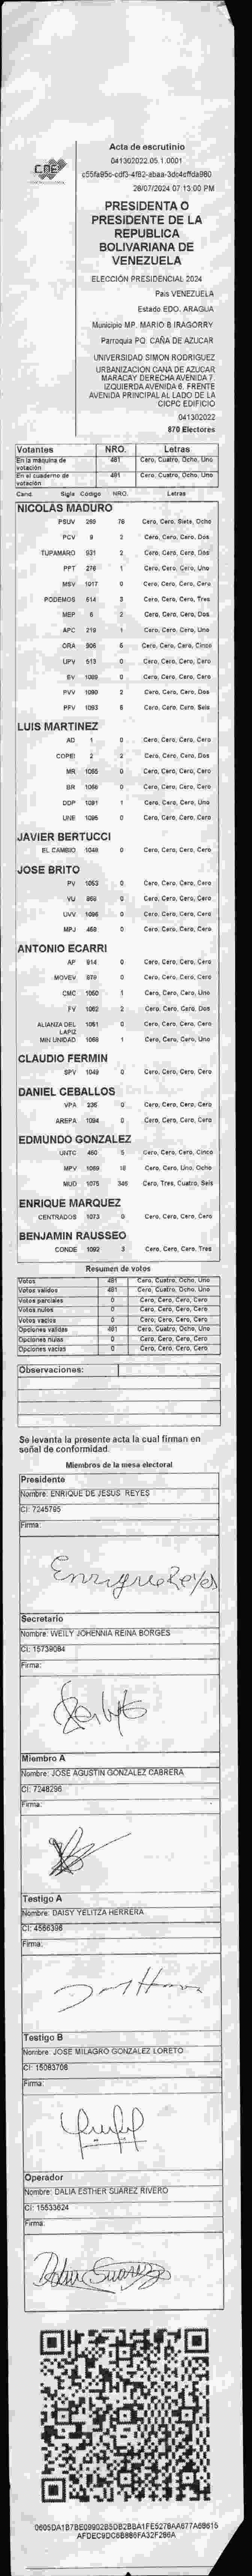 CNE
Acta de escrutinio
041302022.05.1.0001
28/07/2024 07:13:00 PM
PRESIDENTA O
PRESIDENTE DE LA
REPUBLICA
BOLIVARIANA DE
VENEZUELA
ELECCIÓN PRESIDENCIAL 2024
País VENEZUELA
Estado EDO. ARAGUA
Municipio MP. MARIO B IRAGORRY
Parroquia PQ. CAÑA DE AZUCAR
UNIVERSIDAD SIMON RODRIGUEZ
URBANIZACION CANA DE AZUCAR
MARACAY DERECHA AVENIDA 7.
IZQUIERDA AVENIDA 6. FRENTE
AVENIDA PRINCIPAL AL LADO DE LA
CICPC EDIFICIO
041302022
870 Electores
Votantes NRO. Letras
En la máquina de votación 481 Cero, Cuatro, Ocho, Uno
En el cuaderno de votación 481 Cero, Cuatro, Ocho, Uno
Cand. Sigla Código NRO. Letras
NICOLAS MADURO
PSUV 269 78 Cero, Cero, Siete, Ocho
PCV 9 2 Cero, Cero, Cero, Dos
TUPAMARO 931 2 Cero, Cero, Cero, Dos
PPT 276 1 Cero, Cero, Cero, Uno
MSV 1017 0 Cero, Cero, Cero, Cero
PODEMOS 514 3 Cero, Cero, Cero, Tres
MEP 6 2 Cero, Cero, Cero, Dos
APC 219 1 Cero, Cero, Cero, Uno
ORA 906 5 Cero, Cero, Cero, Cinco
UPV 513 0 Cero, Cero, Cero, Cero
EV 1089 0 Cero, Cero, Cero, Cero
PVV 1090 2 Cero, Cero, Cero, Dos
PFV 1093 6 Cero, Cero, Cero, Seis
LUIS MARTINEZ
AD 1 0 Cero, Cero, Cero, Cero
COPEI 2 2 Cero, Cero, Cero, Dos
MR 1065 0 Cero, Cero, Cero, Cero
BR 1066 0 Cero, Cero, Cero, Cero
DDP 1091 1 Cero, Cero, Cero, Uno
UNE 1095 0 Cero, Cero, Cero, Cero
JAVIER BERTUCCI
EL CAMBIO 1048 0 Cero, Cero, Cero, Cero
JOSE BRITO
PV 1053 0 Cero, Cero, Cero, Cero
VU 868 0 Cero, Cero, Cero, Cero
UVV 1096 0 Cero, Cero, Cero, Cero
MPJ 468 0 Cero, Cero, Cero, Cero
ANTONIO ECARRI
AP 914 0 Cero, Cero, Cero, Cero
MOVEV 879 0 Cero, Cero, Cero, Cero
CMC 1050 1 Cero, Cero, Cero, Uno
FV 1062 2 Cero, Cero, Cero, Dos
ALIANZA DEL LAPIZ 1051 0 Cero, Cero, Cero, Cero
MIN UNIDAD 1068 1 Cero, Cero, Cero, Uno
CLAUDIO FERMIN
SPV 1049 0 Cero, Cero, Cero, Cero
DANIEL CEBALLOS
VPA 236 0 Cero, Cero, Cero, Cero
AREPA 1094 0 Cero, Cero, Cero, Cero
EDMUNDO GONZALEZ
UNTC 460 5 Cero, Cero, Cero, Cinco
MPV 1069 18 Cero, Cero, Uno, Ocho
MUD 1075 346 Cero, Tres, Cuatro, Seis
ENRIQUE MARQUEZ
CENTRADOS 1073 0 Cero, Cero, Cero, Cero
BENJAMIN RAUSSEO
CONDE 1092 3 Cero, Cero, Cero, Tres
Resumen de votos
Votos 481 Cero, Cuatro, Ocho, Uno
Votos validos 481 Cero, Cuatro, Ocho, Uno
Votos parciales 0 Cero, Cero, Cero, Cero
Votos nulos 0 Cero, Cero, Cero, Cero
Votos vacios 0 Cero, Cero, Cero, Cero
Opciones validas 481 Cero, Cuatro, Ocho, Uno
Opciones nulas 0 Cero, Cero, Cero, Cero
Opciones vacias 0 Cero, Cero, Cero, Cero
Observaciones:
Se levanta la presente acta la cual firman en
señal de conformidad.
Miembros de la mesa electoral
Presidente
Nombre: ENRIQUE DE JESUS REYES
CI: 7245765
Firma:
Enrique Reyes
Secretario
Nombre: WEILY JOHENNIA REINA BORGES
CI: 15739084
Firma:
Miembro A
Nombre: JOSE AGUSTIN GONZALEZ CABRERA
CI: 7248296
Firma:
Testigo A
Nombre: DAISY YELITZA HERRERA
CI: 4566396
Firma:
Testigo B
Nombre: JOSE MILAGRO GONZALEZ LORETO
CI: 15083706
Firma:
Operador
Nombre: DALIA ESTHER SUAREZ RIVERO
CI: 15533624
Firma:
Dalia Suarez